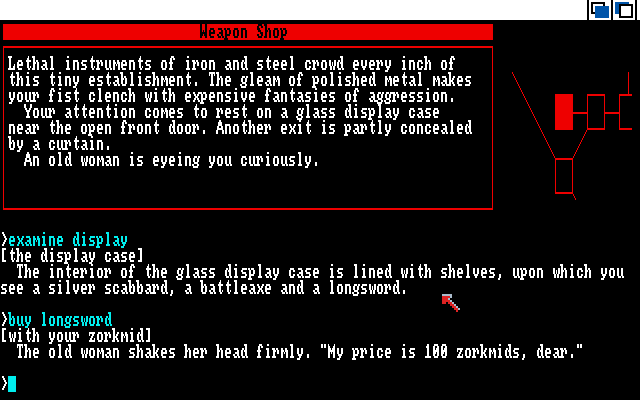 Weapon Shop
Lethal instruments of iron and steel crowd every inch of
this tiny establishment. The gleam of polished metal makes
your fist clench with expensive fantasies of aggression.
Your attention comes to rest on a glass display case
near the open front door. Another exit is partly concealed
by a curtain.
An old woman is eyeing you curiously.
>examine display
[the display case]
The interior of the glass display case is lined with shelves, upon which you
see a silver scabbard, a battleaxe and a longsword.
>buy longsword
[with your zorkmid]
The old woman shakes her head firmly. "My price is 100 zorkmids, dear."
>